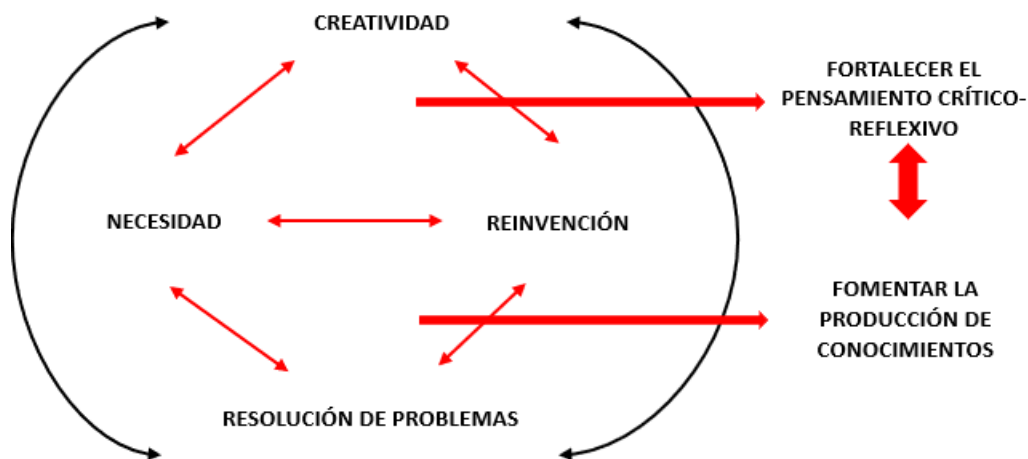 CREATIVIDAD
FORTALECER EL
PENSAMIENTO CRÍTICO-
REFLEXIVO
NECESIDAD
REINVENCIÓN
FOMENTAR LA
PRODUCCIÓN DE
CONOCIMIENTOS
RESOLUCIÓN DE PROBLEMAS